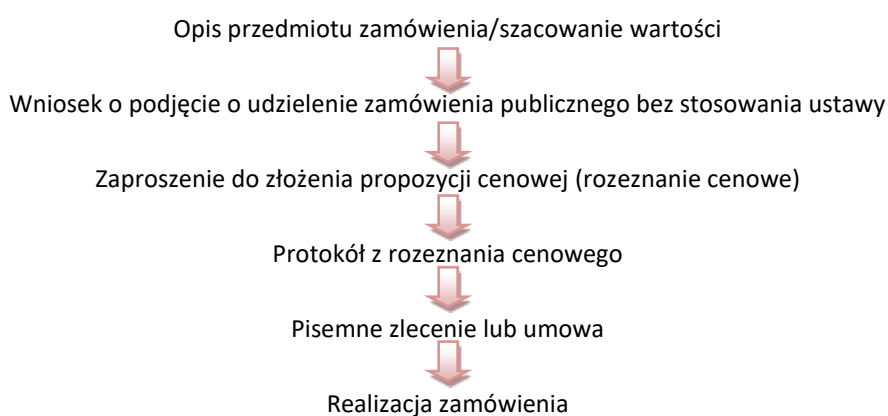 Opis przedmiotu zamówienia/szacowanie wartości
Wniosek o podjęcie o udzielenie zamówienia publicznego bez stosowania ustawy
Zaproszenie do złożenia propozycji cenowej (rozeznanie cenowe)
Protokół z rozeznania cenowego
Pisemne zlecenie lub umowa
Realizacja zamówienia